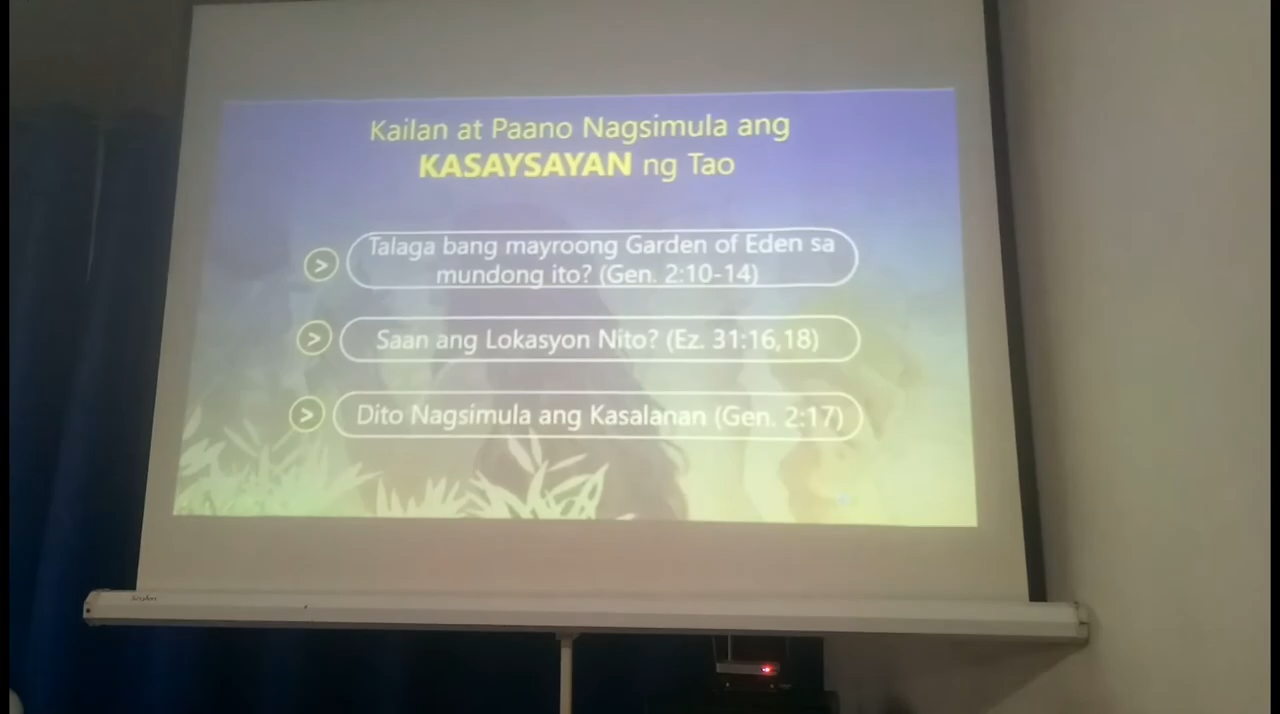 Kailan at Paano Nagsimula ang
KASAYSAYAN ng Tao
> Talaga bang mayroong Garden of Eden sa
mundong ito? (Gen. 2:10-14)
> Saan ang Lokasyon Nito? (Ez. 31:16,18)
> Dito Nagsimula ang Kasalanan (Gen. 2:17)